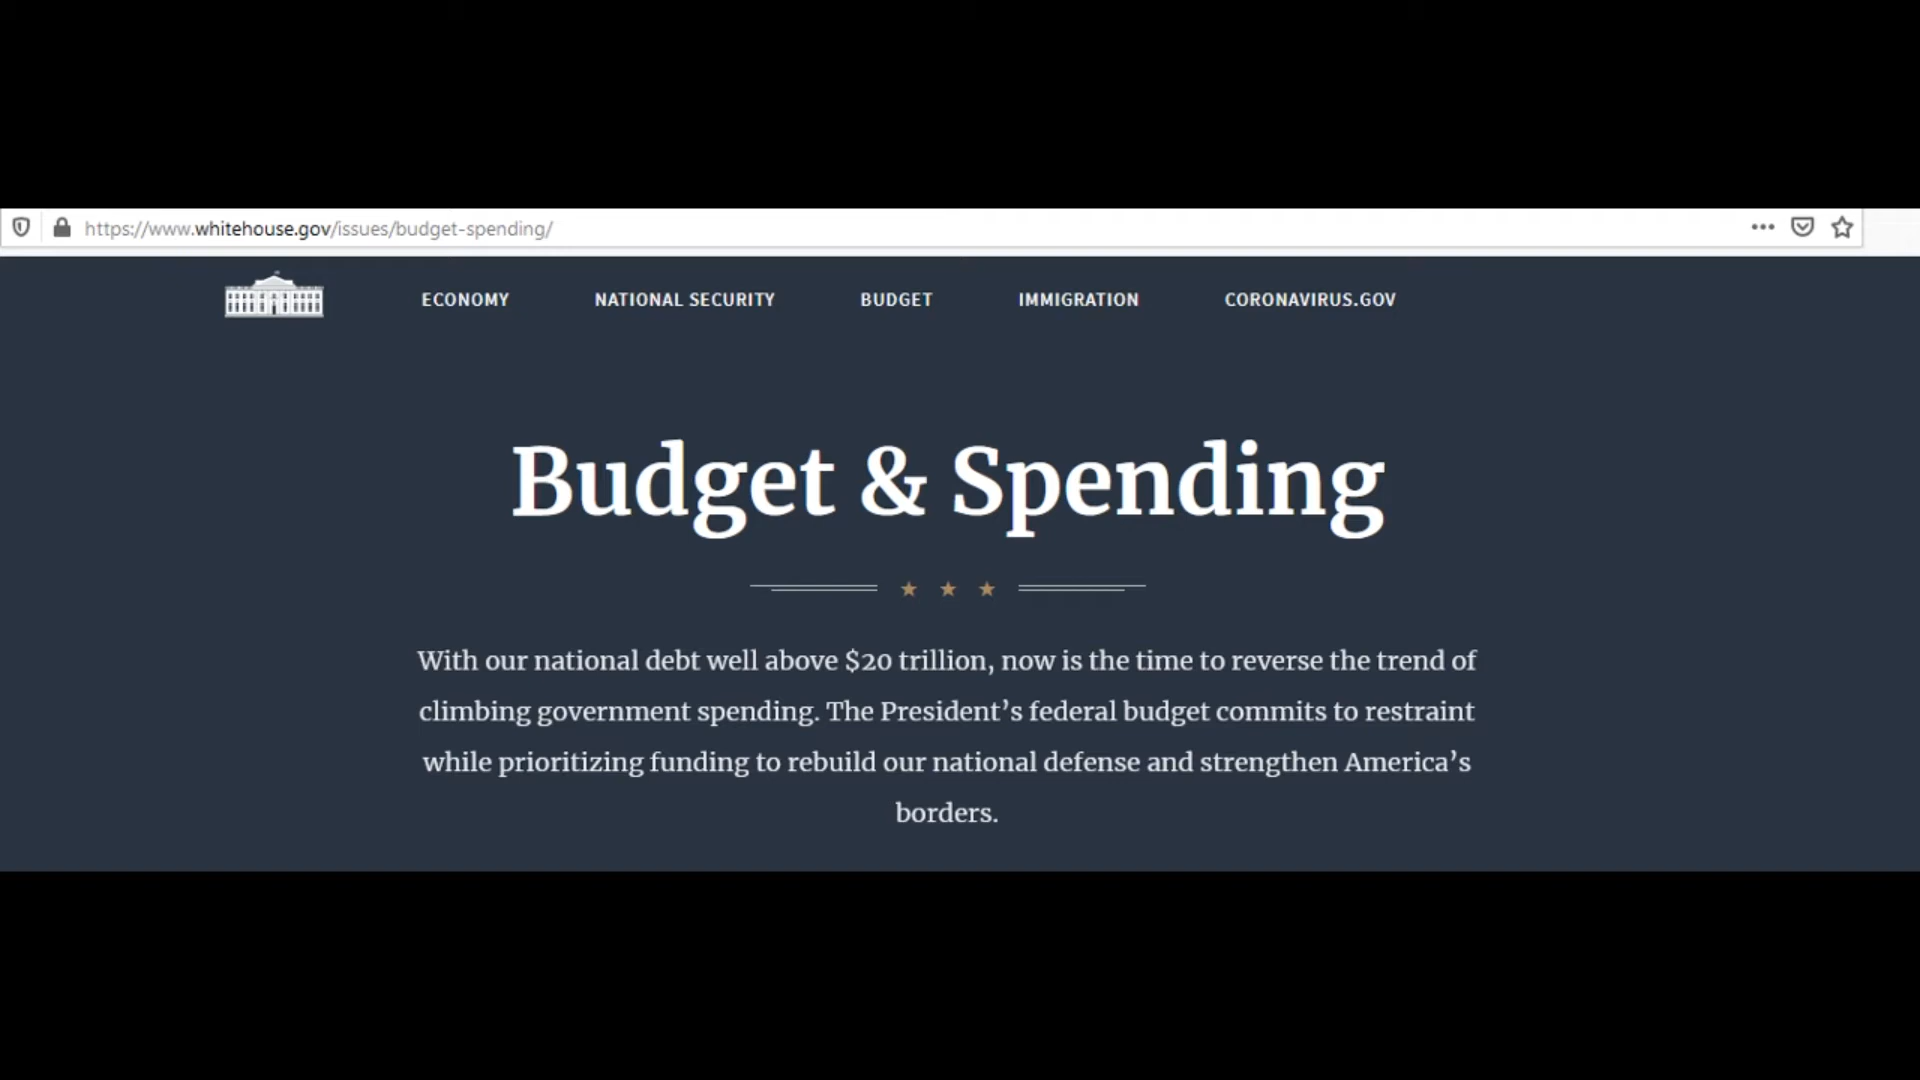 https://www.whitehouse.gov/issues/budget-spending/
ECONOMY NATIONAL SECURITY BUDGET IMMIGRATION CORONAVIRUS.GOV
Budget & Spending
With our national debt well above $20 trillion, now is the time to reverse the trend of
climbing government spending. The President’s federal budget commits to restraint
while prioritizing funding to rebuild our national defense and strengthen America’s
borders.